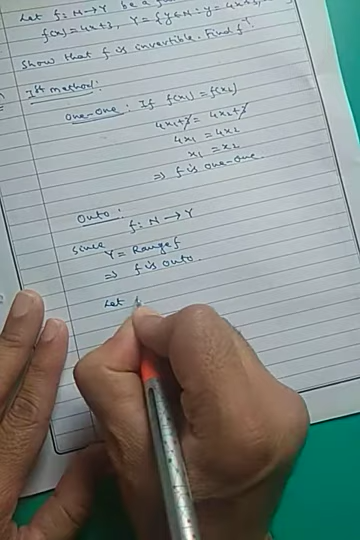 Let f: N → Y be a
f(x) = 4x+3, Y = {y ∈ N: y = 4x+3,
Show that f is invertible. Find f⁻¹
1st method:
One-One: If f(x1) = f(x2)
4x1+3 = 4x2+3
4x1 = 4x2
x1 = x2
⇒ f is one-one.
Onto:
f: N → Y
Since
Y = Range f
⇒ f is onto.
Let